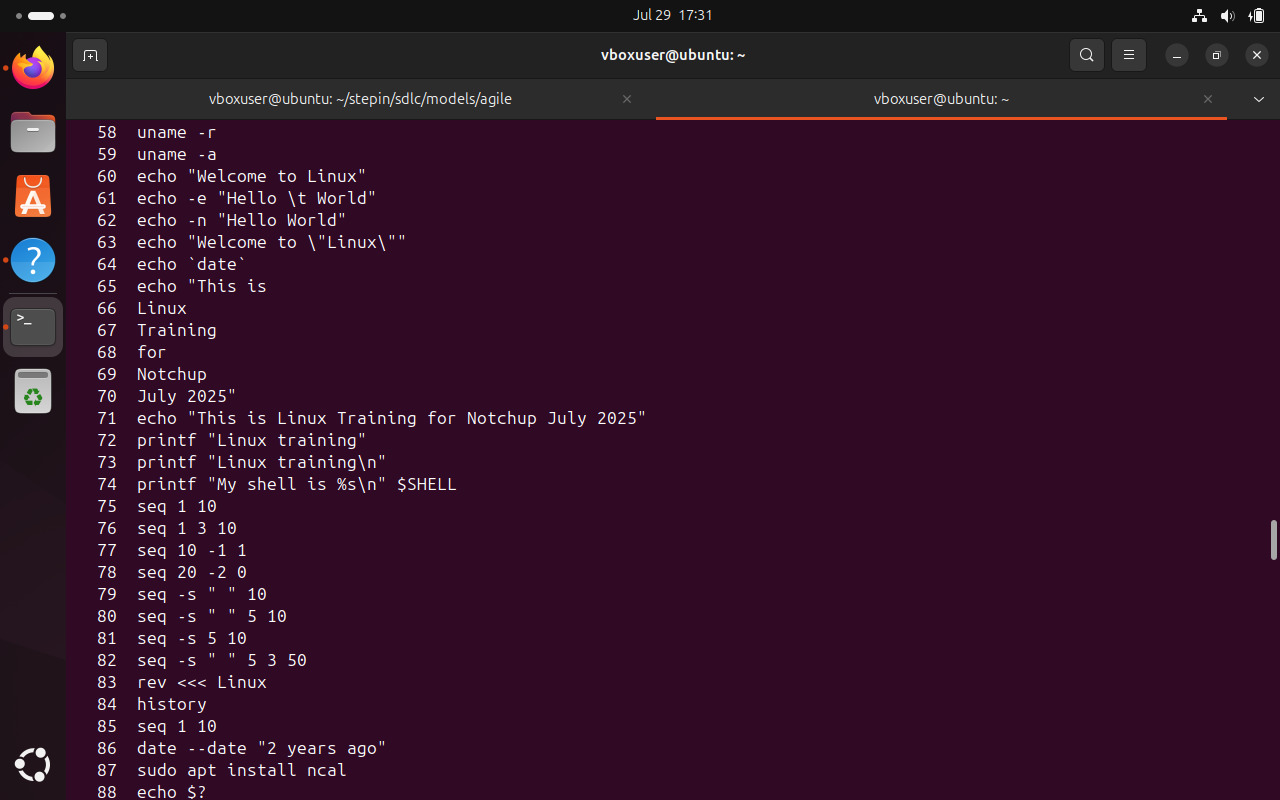 Jul 29 17:31
vboxuser@ubuntu: ~
vboxuser@ubuntu: ~/stepin/sdlc/models/agile
vboxuser@ubuntu: ~
58 uname -r
59 uname -a
60 echo "Welcome to Linux"
61 echo -e "Hello \t World"
62 echo -n "Hello World"
63 echo "Welcome to \"Linux\""
64 echo `date`
65 echo "This is
66 Linux
67 Training
68 for
69 Notchup
70 July 2025"
71 echo "This is Linux Training for Notchup July 2025"
72 printf "Linux training"
73 printf "Linux training\n"
74 printf "My shell is %s\n" $SHELL
75 seq 1 10
76 seq 1 3 10
77 seq 10 -1 1
78 seq 20 -2 0
79 seq -s " " 10
80 seq -s " " 5 10
81 seq -s 5 10
82 seq -s " " 5 3 50
83 rev <<< Linux
84 history
85 seq 1 10
86 date --date "2 years ago"
87 sudo apt install ncal
88 echo $?